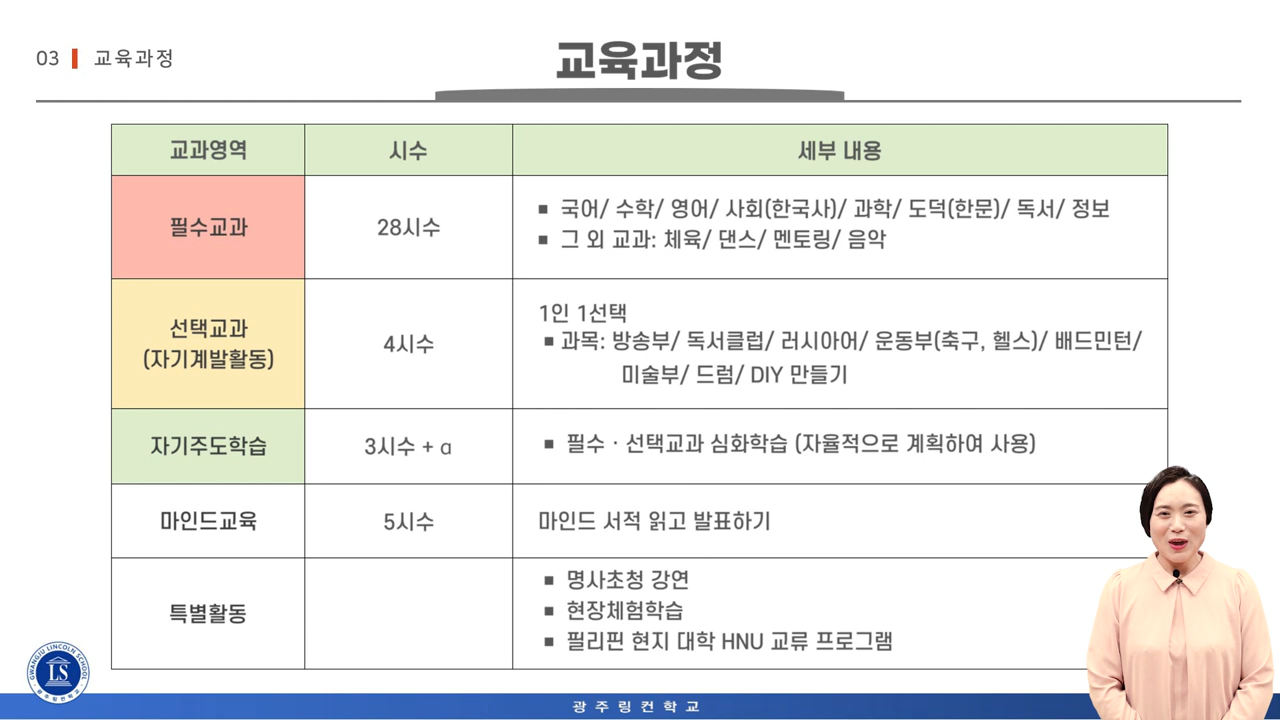 03 교육과정
교육과정
교과영역 시수 세부 내용
필수교과 28시수
▪ 국어/ 수학/ 영어/ 사회(한국사)/ 과학/ 도덕(한문)/ 독서/ 정보
▪ 그 외 교과: 체육/ 댄스/ 멘토링/ 음악
선택교과
(자기계발활동)
4시수
1인 1선택
▪ 과목: 방송부/ 독서클럽/ 러시아어/ 운동부(축구, 헬스)/ 배드민턴/
미술부/ 드럼/ DIY 만들기
자기주도학습 3시수 + α ▪ 필수 · 선택교과 심화학습 (자율적으로 계획하여 사용)
마인드교육 5시수 마인드 서적 읽고 발표하기
특별활동
▪ 명사초청 강연
▪ 현장체험학습
▪ 필리핀 현지 대학 HNU 교류 프로그램
GWANGJU LINCOLN SCHOOL
LS
광주링컨학교
광주링컨학교